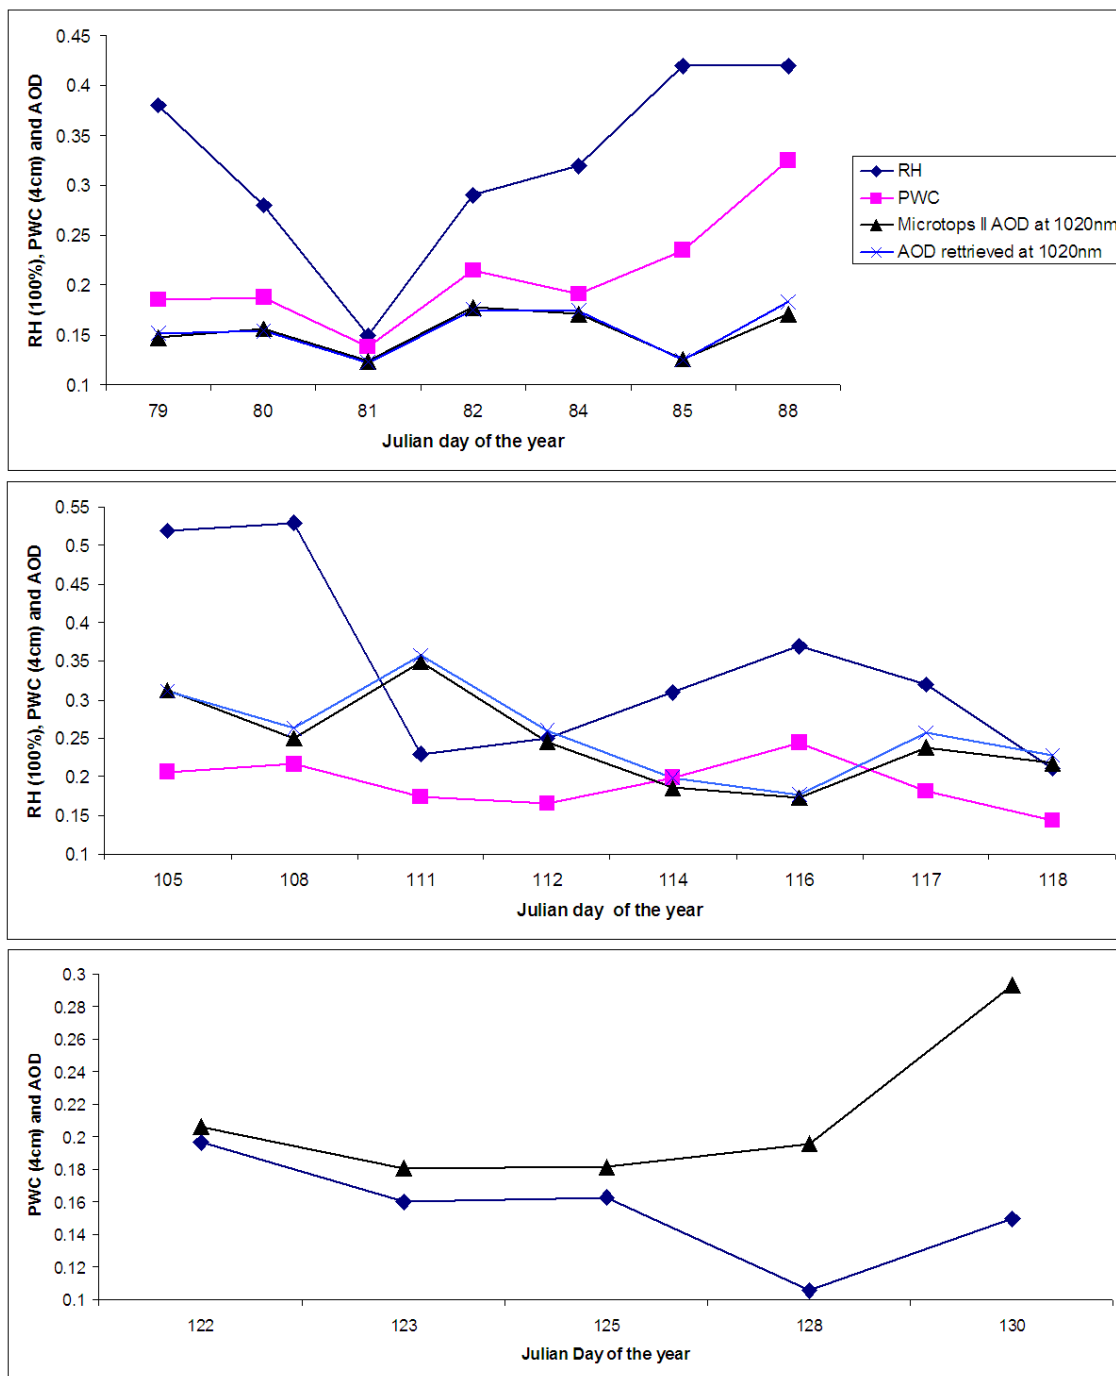 RH (100%), PWC (4cm) and AOD
0.45
0.4
0.35
0.3
0.25
0.2
0.15
0.1
79 80 81 82 84 85 88
Julian day of the year
RH
PWC
Microtops II AOD at 1020nm
AOD rettrieved at 1020nm
RH (100%), PWC (4cm) and AOD
0.55
0.5
0.45
0.4
0.35
0.3
0.25
0.2
0.15
0.1
105 108 111 112 114 116 117 118
Julian day of the year
PWC (4cm) and AOD
0.3
0.28
0.26
0.24
0.22
0.2
0.18
0.16
0.14
0.12
0.1
122 123 125 128 130
Julian Day of the year